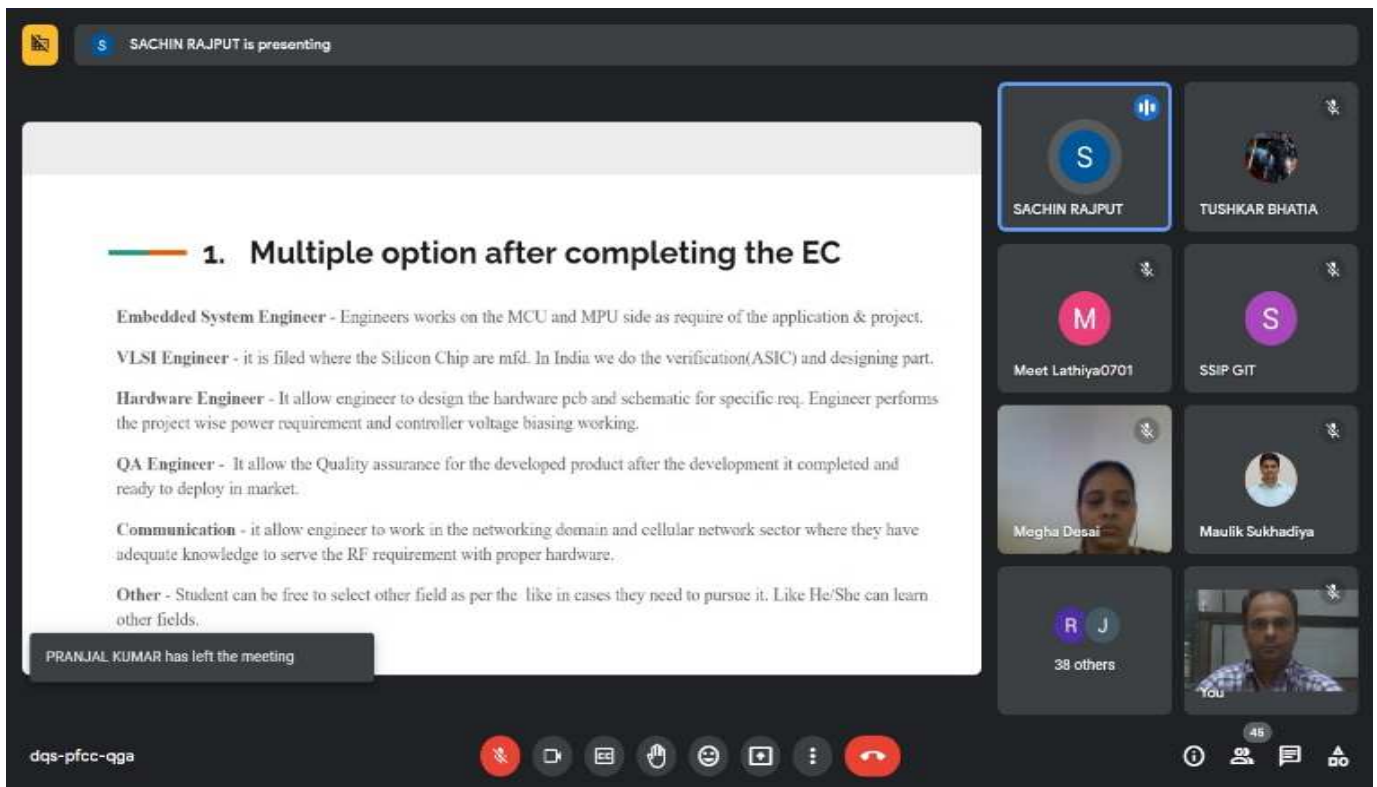 S SACHIN RAJPUT is presenting
1. Multiple option after completing the EC
Embedded System Engineer - Engineers works on the MCU and MPU side as require of the application & project.
VLSI Engineer - it is filed where the Silicon Chip are mfd. In India we do the verification(ASIC) and designing part.
Hardware Engineer - It allow engineer to design the hardware pcb and schematic for specific req. Engineer performs
the project wise power requirement and controller voltage biasing working.
QA Engineer - It allow the Quality assurance for the developed product after the development it completed and
ready to deploy in market.
Communication - it allow engineer to work in the networking domain and cellular network sector where they have
adequate knowledge to serve the RF requirement with proper hardware.
Other - Student can be free to select other field as per the like in cases they need to pursue it. Like He/She can learn
other fields.
PRANJAL KUMAR has left the meeting
S
SACHIN RAJPUT
TUSHKAR BHATIA
M
Meet Lathiya0701
S
SSIP GIT
Megha Desai
Maulik Sukhadiya
R J
38 others
You
dqs-pfcc-qga
CC
45